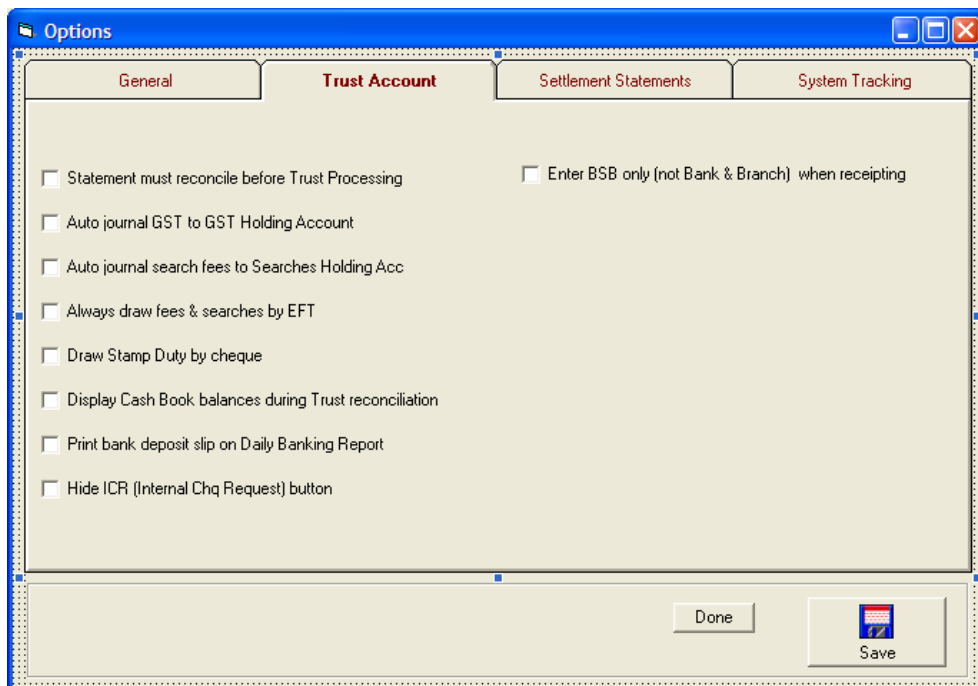 Options
General Trust Account Settlement Statements System Tracking
Statement must reconcile before Trust Processing
Enter BSB only (not Bank & Branch) when receipting
Auto journal GST to GST Holding Account
Auto journal search fees to Searches Holding Acc
Always draw fees & searches by EFT
Draw Stamp Duty by cheque
Display Cash Book balances during Trust reconciliation
Print bank deposit slip on Daily Banking Report
Hide ICR (Internal Chq Request) button
Done
Save